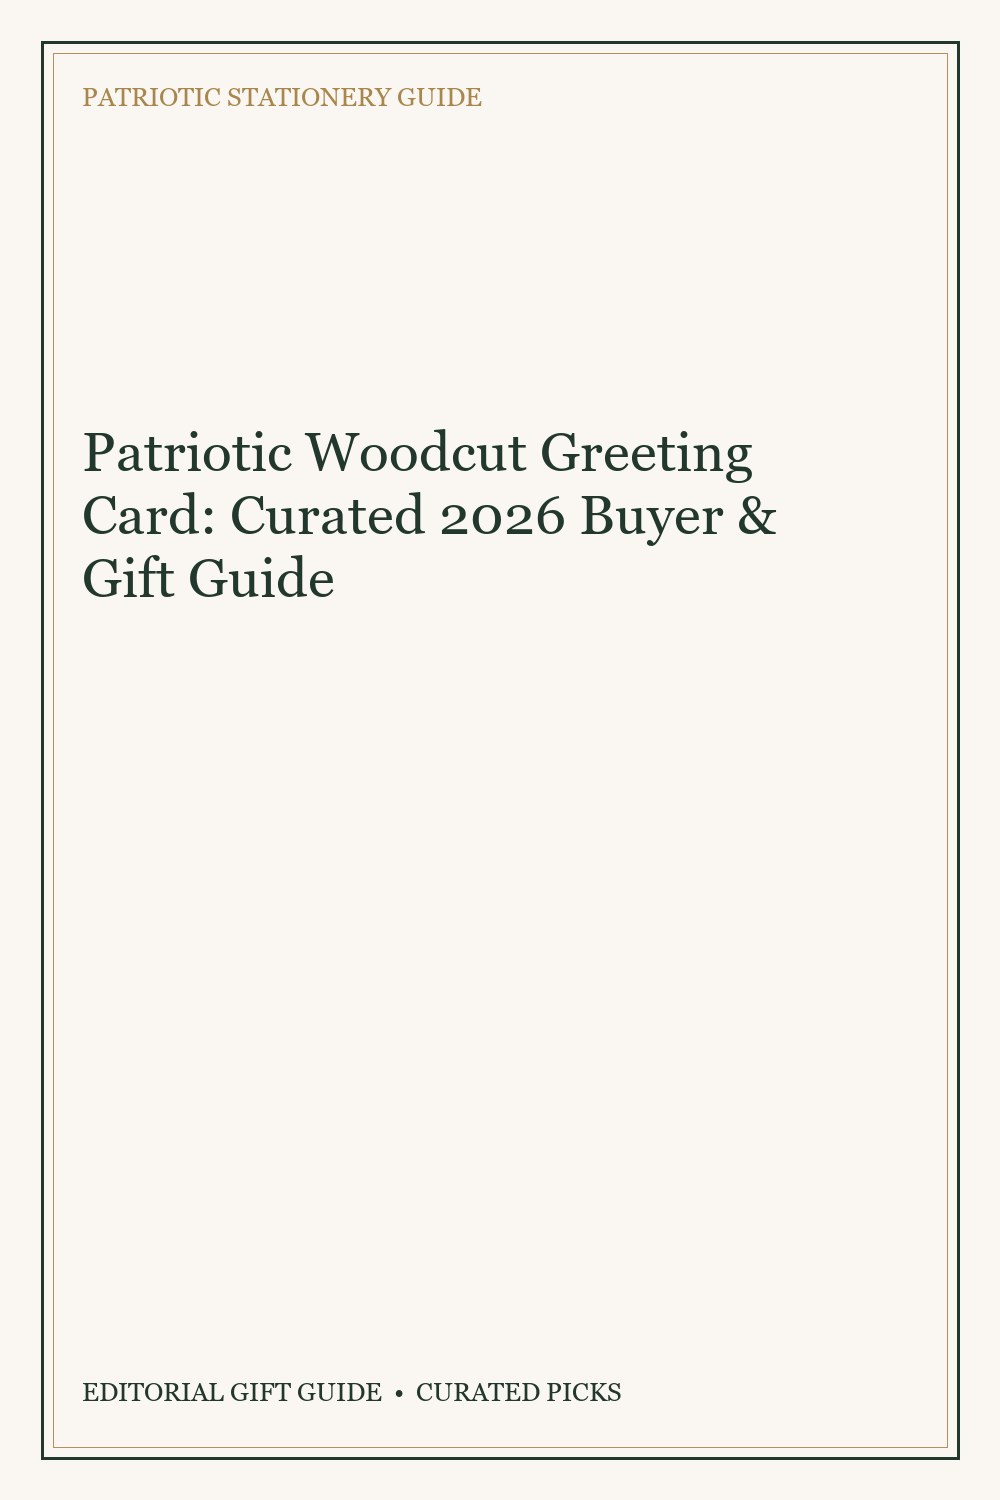 PATRIOTIC STATIONERY GUIDE
Patriotic Woodcut Greeting
Card: Curated 2026 Buyer &
Gift Guide
EDITORIAL GIFT GUIDE • CURATED PICKS